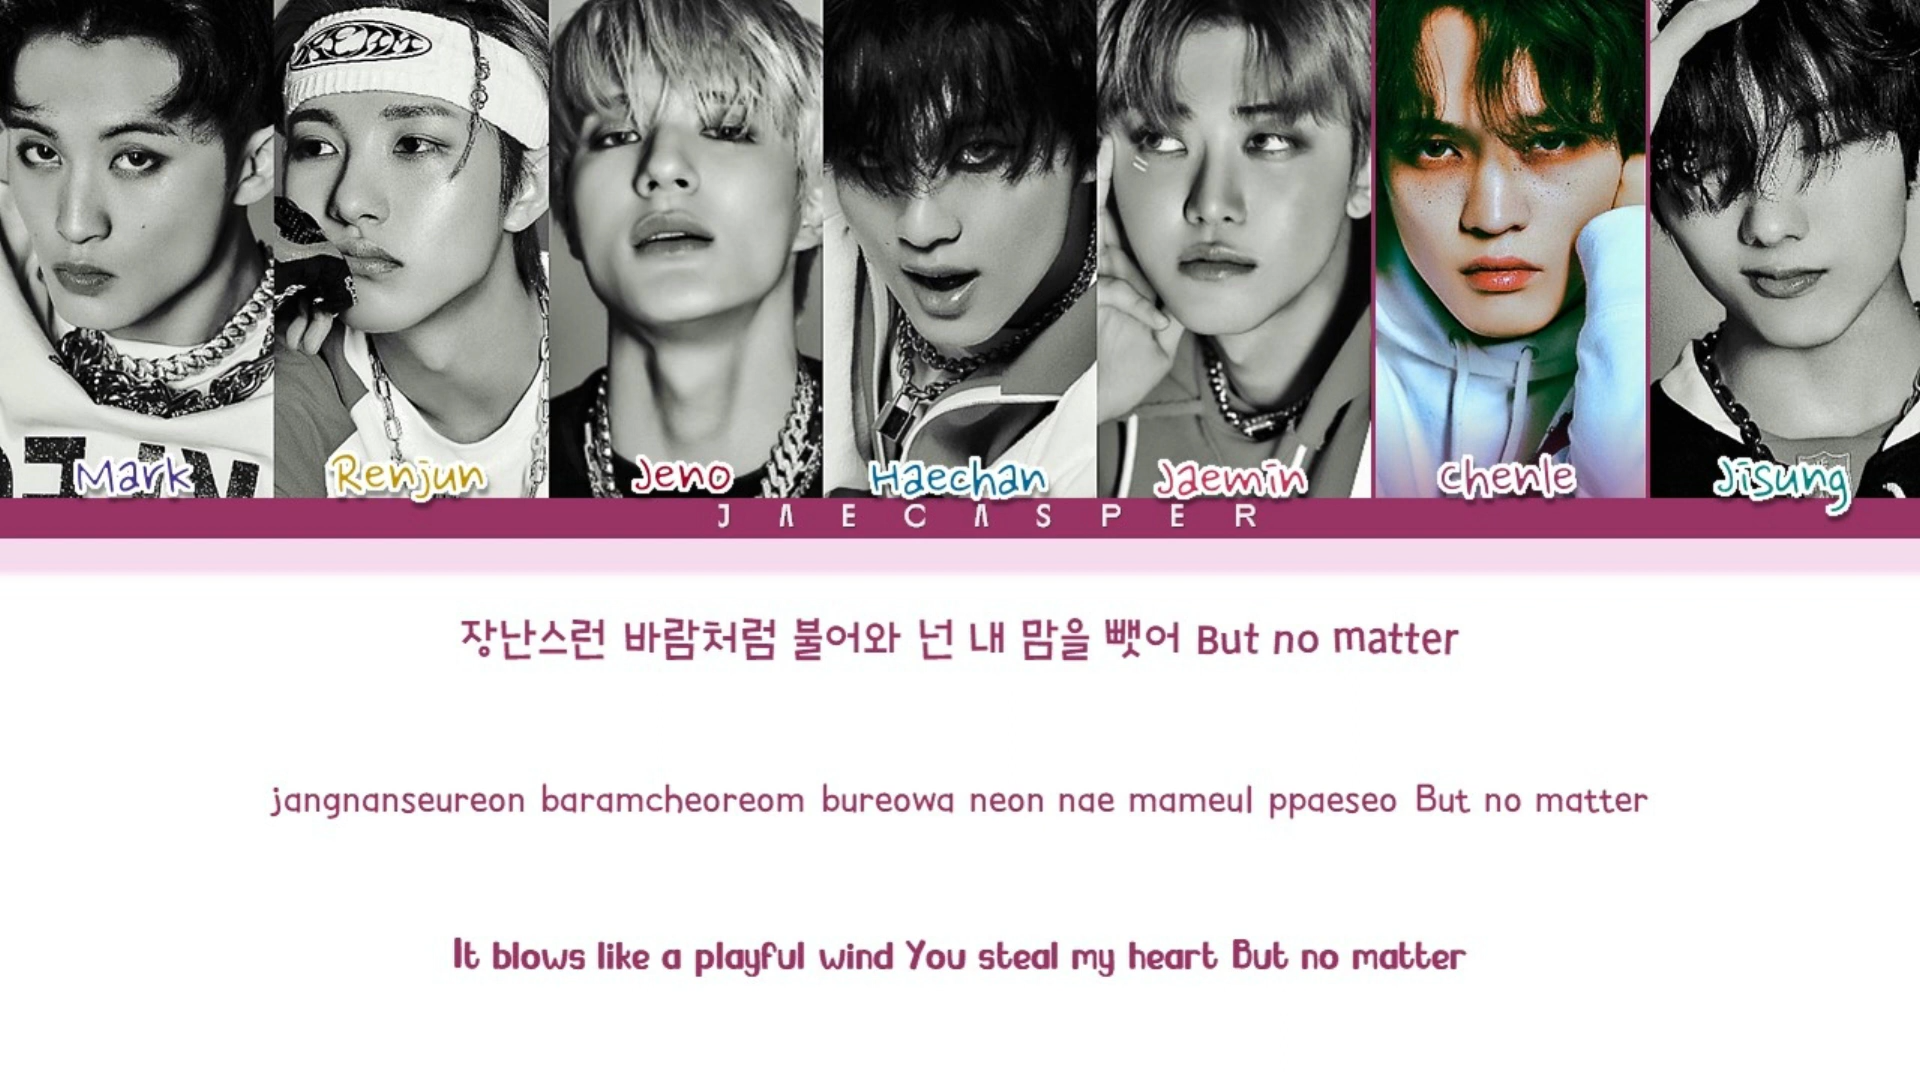 Mark Renjun Jeno Haechan Jaemin Chenle Jisung
JAECASPER
장난스런 바람처럼 불어와 넌 내 맘을 뺏어 But no matter
jangnanseureon baramcheoreom bureowa neon nae mameul ppaeseo But no matter
It blows like a playful wind You steal my heart But no matter